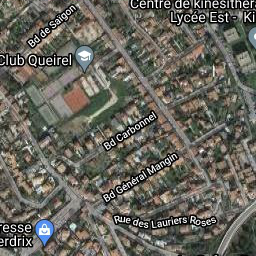 Centre de kinésithéra
Lycée Est - Ki
Bd de Saigon
Club Queirel
Bd Carbonnel
Bd Général Mangin
Rue des Lauriers Roses
resse
erdrix